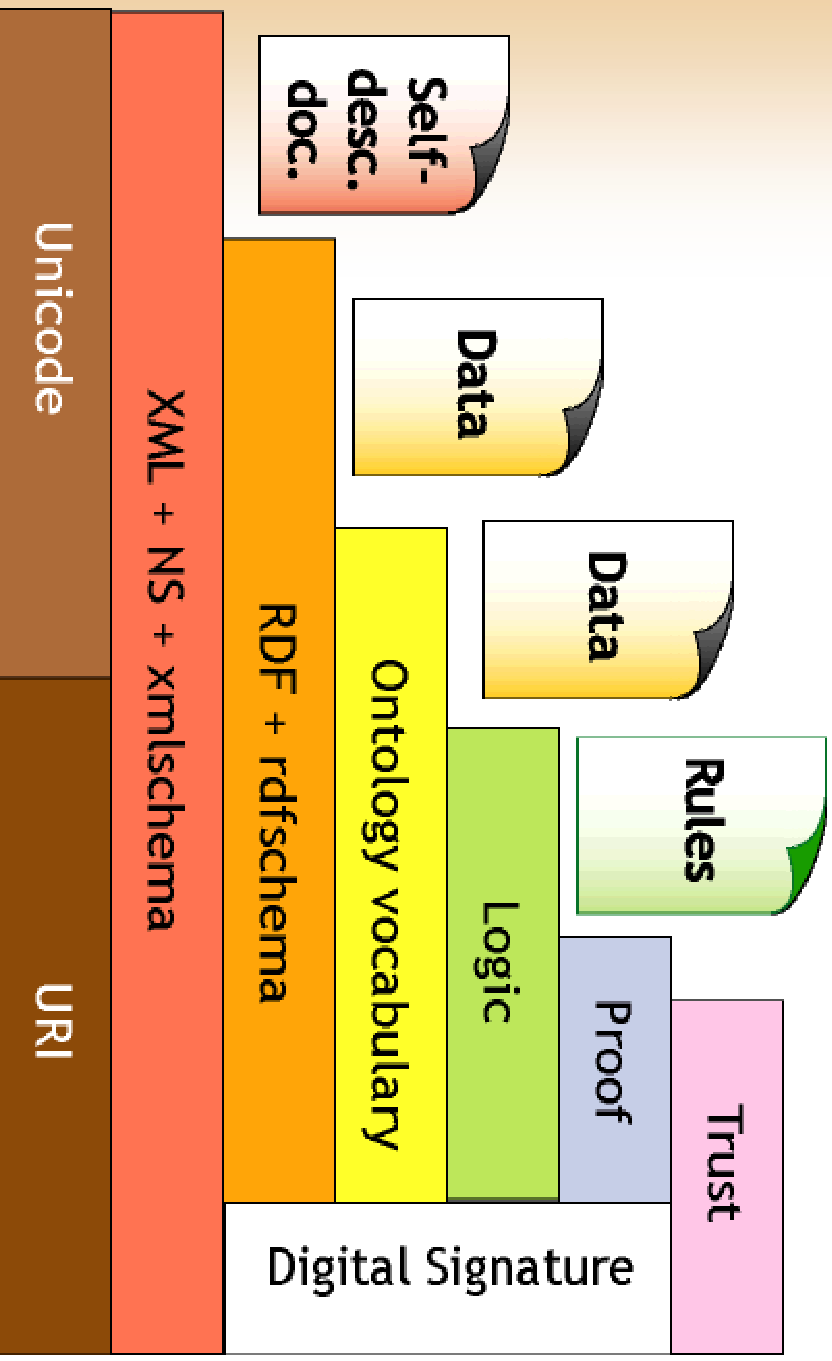 Trust
Rules
Proof
Data
Logic
Data
Ontology vocabulary
Self-
desc.
doc.
RDF + rdfschema
XML + NS + xmlschema
Unicode
URI
Digital Signature